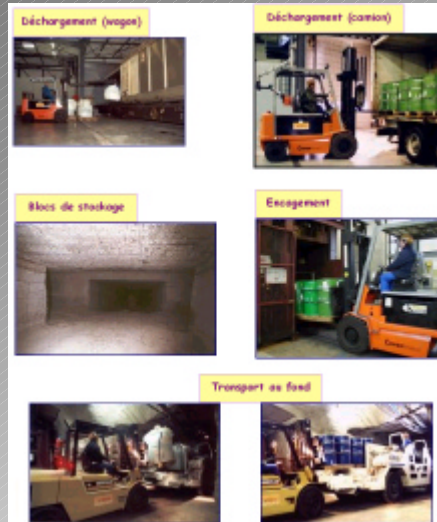 Déchargement (wagon)
Déchargement (camion)
Blocs de stockage
Encagement
Transport au fond